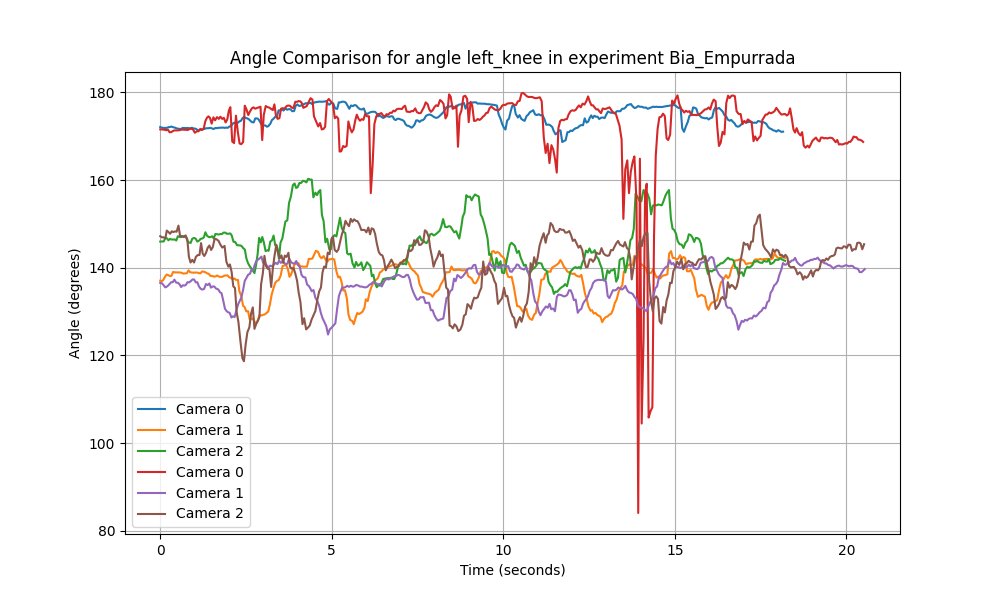 Angle Comparison for angle left_knee in experiment Bia_Empurrada
180
160
140
120
100
80
Angle (degrees)
Camera 0
Camera 1
Camera 2
Camera 0
Camera 1
Camera 2
0 5 10 15 20
Time (seconds)